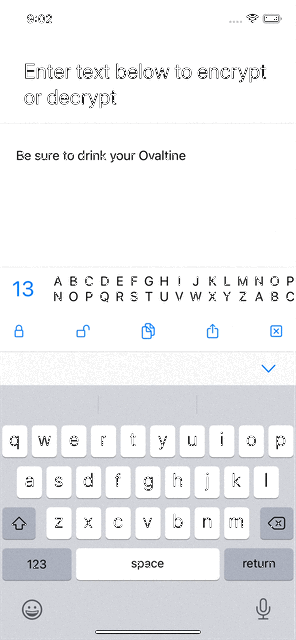 9:02
Enter text below to encrypt
or decrypt
Be sure to drink your Ovaltine
13
A B C D E F G H I J K L M N O P
N O P Q R S T U V W X Y Z A B C
q w e r t y u i o p
a s d f g h j k l
z x c v b n m
123 space return